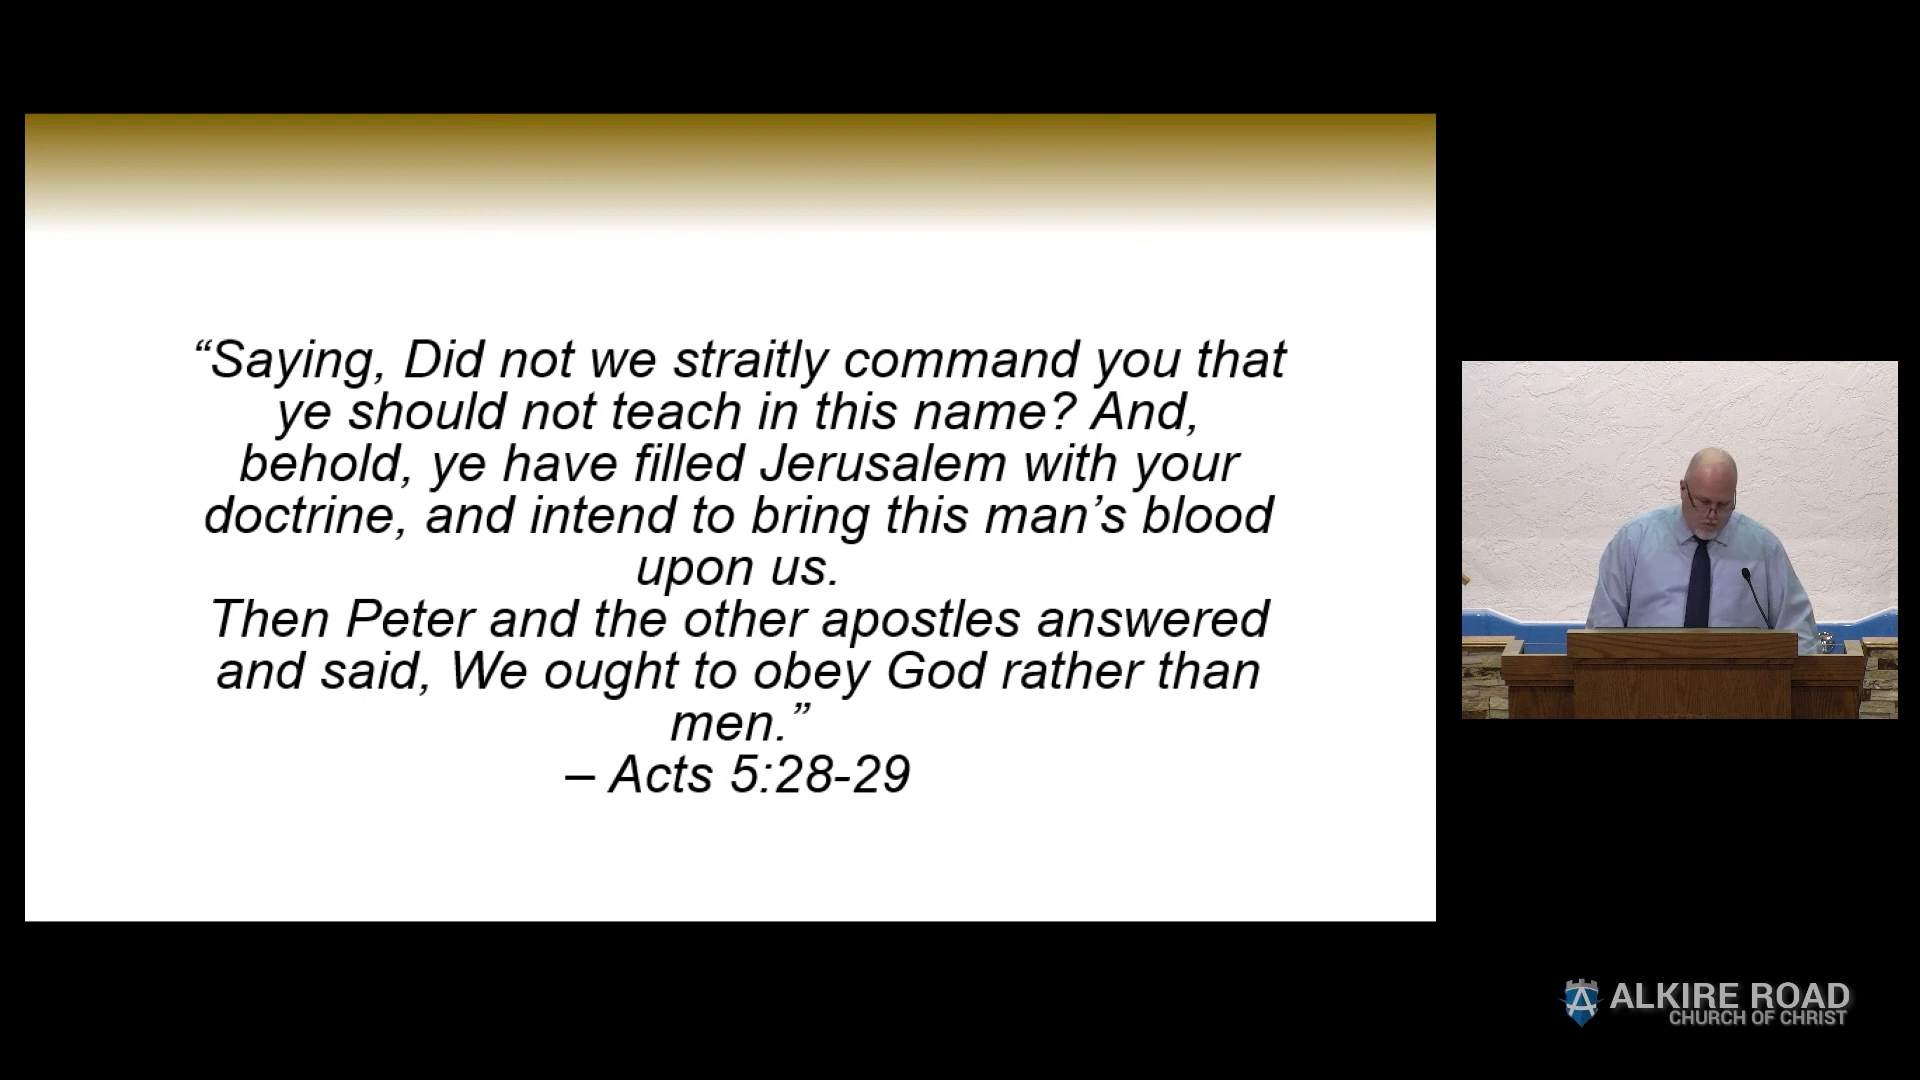 “Saying, Did not we straitly command you that
ye should not teach in this name? And,
behold, ye have filled Jerusalem with your
doctrine, and intend to bring this man’s blood
upon us.
Then Peter and the other apostles answered
and said, We ought to obey God rather than
men.”
– Acts 5:28-29
ALKIRE ROAD
CHURCH OF CHRIST